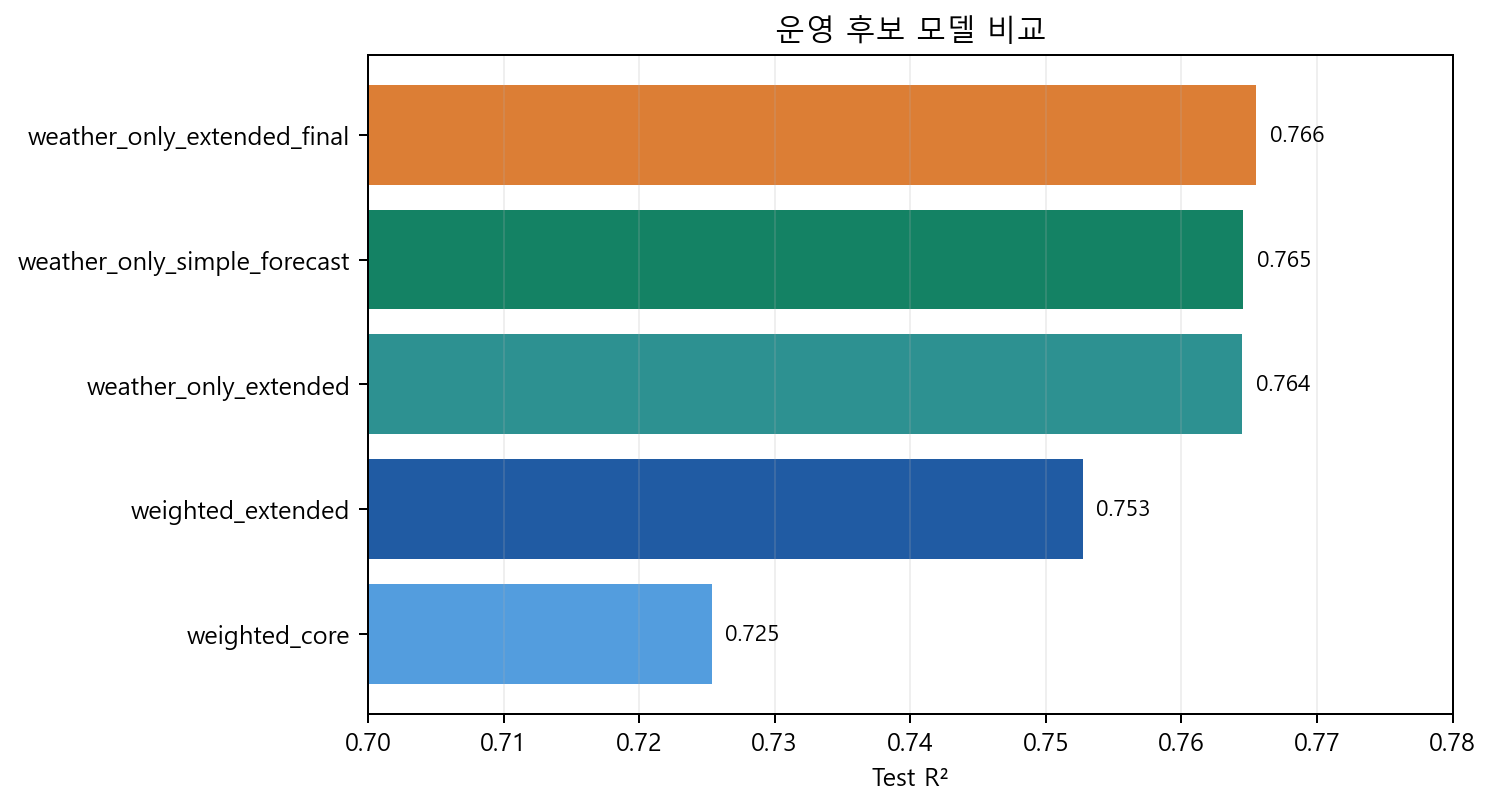 운영 후보 모델 비교
weather_only_extended_final
0.766
weather_only_simple_forecast
0.765
weather_only_extended
0.764
weighted_extended
0.753
weighted_core
0.725
0.70 0.71 0.72 0.73 0.74 0.75 0.76 0.77 0.78
Test R²